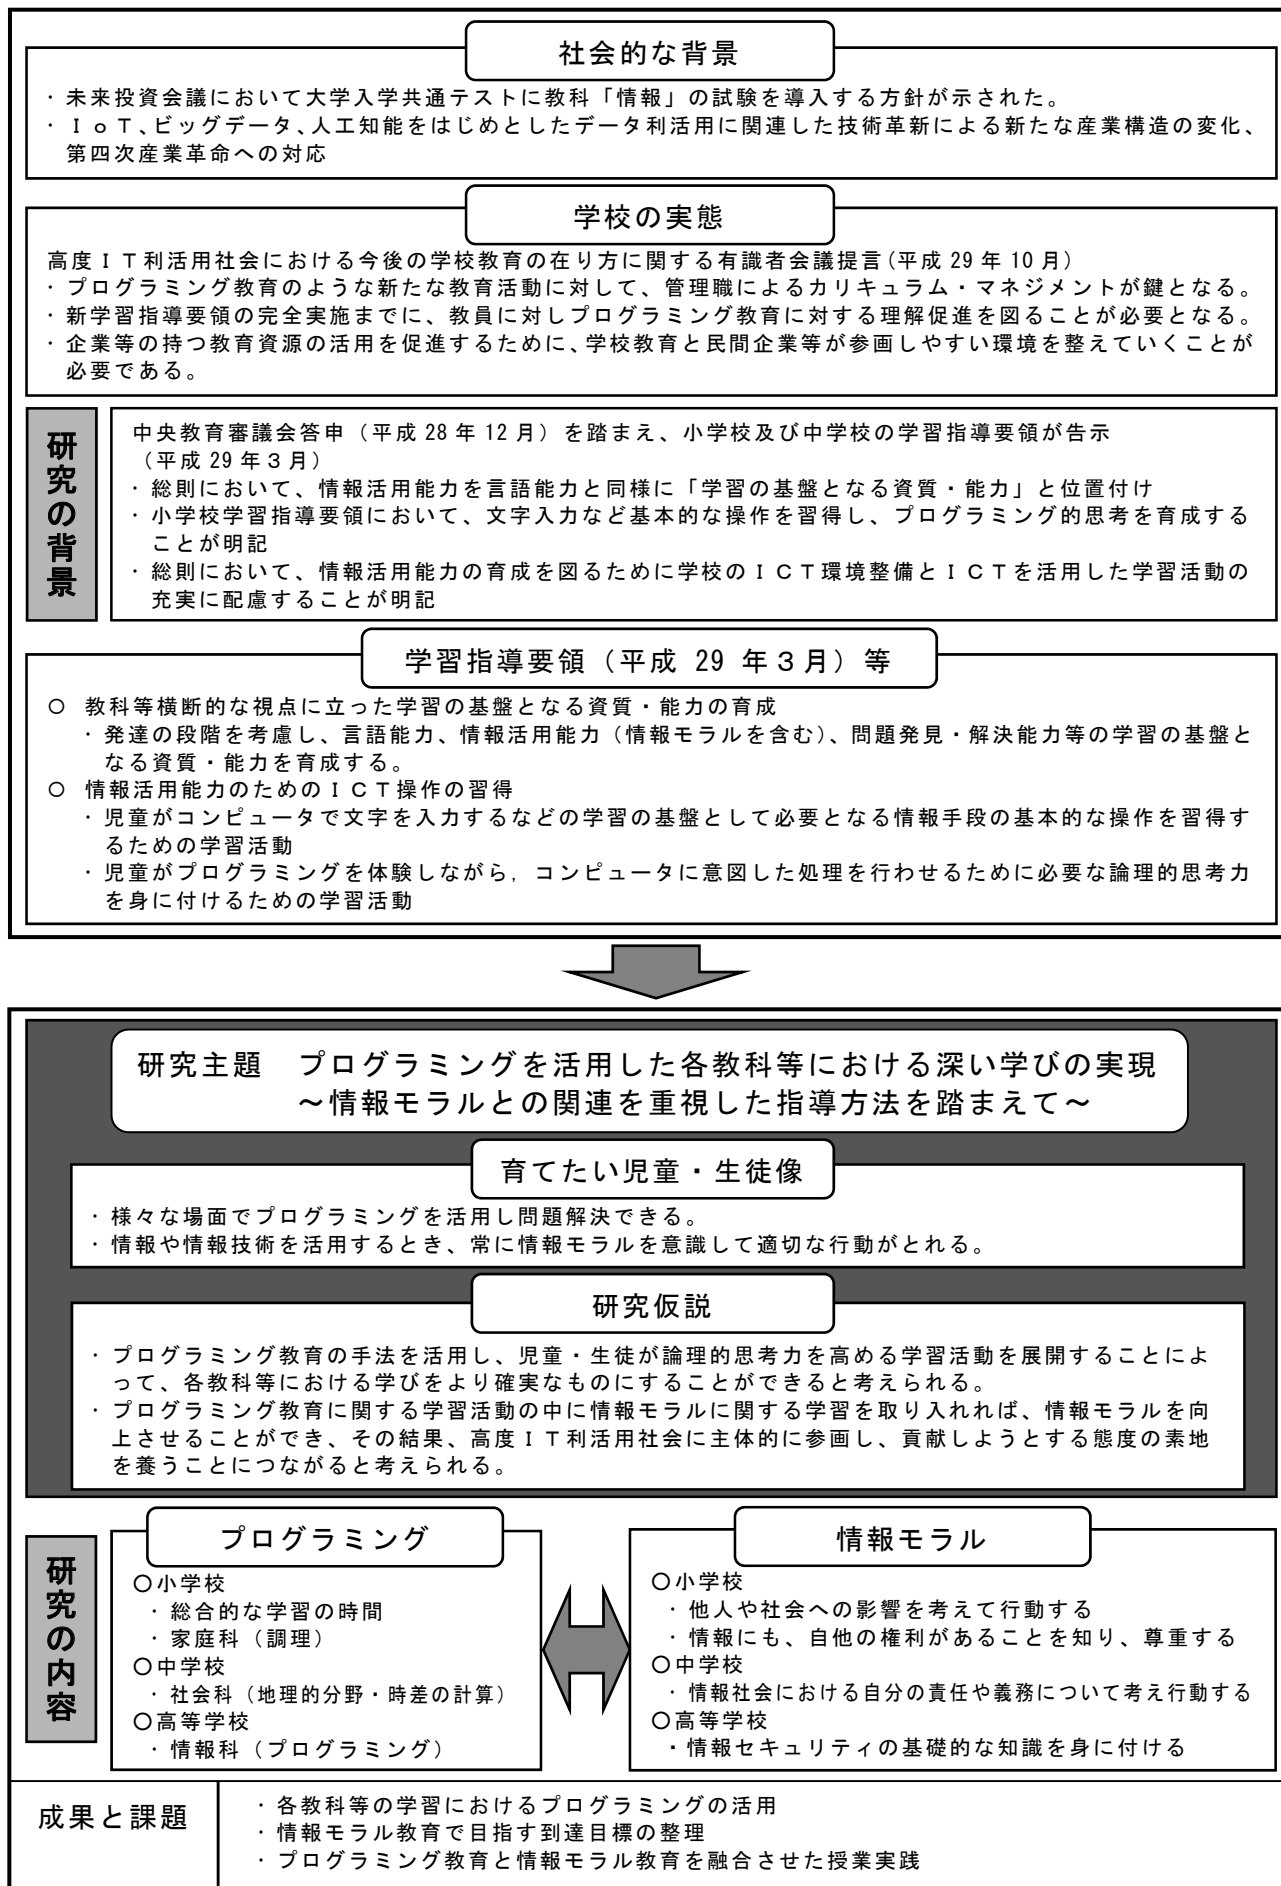 社会的な背景
・未来投資会議において大学入学共通テストに教科「情報」の試験を導入する方針が示された。
・ＩｏＴ、ビッグデータ、人工知能をはじめとしたデータ利活用に関連した技術革新による新たな産業構造の変化、
第四次産業革命への対応
学校の実態
高度ＩＴ利活用社会における今後の学校教育の在り方に関する有識者会議提言(平成 29 年 10 月)
・プログラミング教育のような新たな教育活動に対して、管理職によるカリキュラム・マネジメントが鍵となる。
・新学習指導要領の完全実施までに、教員に対しプログラミング教育に対する理解促進を図ることが必要となる。
・企業等の持つ教育資源の活用を促進するために、学校教育と民間企業等が参画しやすい環境を整えていくことが
必要である。
研究の背景
中央教育審議会答申（平成 28 年 12 月）を踏まえ、小学校及び中学校の学習指導要領が告示
（平成 29 年３月）
・総則において、情報活用能力を言語能力と同様に「学習の基盤となる資質・能力」と位置付け
・小学校学習指導要領において、文字入力など基本的な操作を習得し、プログラミング的思考を育成する
ことが明記
・総則において、情報活用能力の育成を図るために学校のＩＣＴ環境整備とＩＣＴを活用した学習活動の
充実に配慮することが明記
学習指導要領（平成 29 年３月）等
○ 教科等横断的な視点に立った学習の基盤となる資質・能力の育成
・発達の段階を考慮し、言語能力、情報活用能力（情報モラルを含む）、問題発見・解決能力等の学習の基盤と
なる資質・能力を育成する。
○ 情報活用能力のためのＩＣＴ操作の習得
・児童がコンピュータで文字を入力するなどの学習の基盤として必要となる情報手段の基本的な操作を習得す
るための学習活動
・児童がプログラミングを体験しながら，コンピュータに意図した処理を行わせるために必要な論理的思考力
を身に付けるための学習活動
研究主題　プログラミングを活用した各教科等における深い学びの実現
～情報モラルとの関連を重視した指導方法を踏まえて～
育てたい児童・生徒像
・様々な場面でプログラミングを活用し問題解決できる。
・情報や情報技術を活用するとき、常に情報モラルを意識して適切な行動がとれる。
研究仮説
・プログラミング教育の手法を活用し、児童・生徒が論理的思考力を高める学習活動を展開することによ
って、各教科等における学びをより確実なものにすることができると考えられる。
・プログラミング教育に関する学習活動の中に情報モラルに関する学習を取り入れれば、情報モラルを向
上させることができ、その結果、高度ＩＴ利活用社会に主体的に参画し、貢献しようとする態度の素地
を養うことにつながると考えられる。
研究の内容
プログラミング
○小学校
・総合的な学習の時間
・家庭科（調理）
○中学校
・社会科（地理的分野・時差の計算）
○高等学校
・情報科（プログラミング）
情報モラル
○小学校
・他人や社会への影響を考えて行動する
・情報にも、自他の権利があることを知り、尊重する
○中学校
・情報社会における自分の責任や義務について考え行動する
○高等学校
・情報セキュリティの基礎的な知識を身に付ける
成果と課題
・各教科等の学習におけるプログラミングの活用
・情報モラル教育で目指す到達目標の整理
・プログラミング教育と情報モラル教育を融合させた授業実践